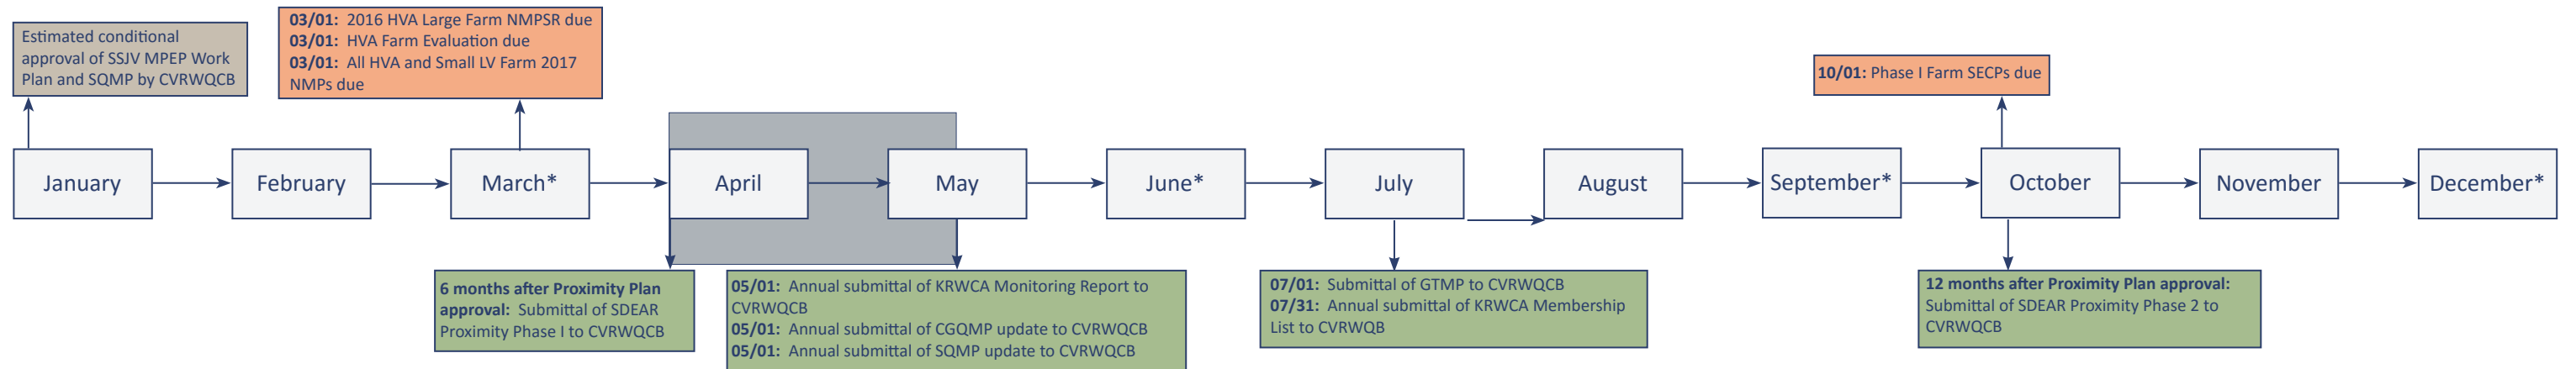 Estimated conditional
approval of SSJV MPEP Work
Plan and SQMP by CVRWQCB
03/01: 2016 HVA Large Farm NMPSR due
03/01: HVA Farm Evaluation due
03/01: All HVA and Small LV Farm 2017
NMPs due
10/01: Phase I Farm SECPs due
January
February
March*
April
May
June*
July
August
September*
October
November
December*
6 months after Proximity Plan
approval: Submittal of SDEAR
Proximity Phase I to CVRWQCB
05/01: Annual submittal of KRWCA Monitoring Report to
CVRWQCB
05/01: Annual submittal of CGQMP update to CVRWQCB
05/01: Annual submittal of SQMP update to CVRWQCB
07/01: Submittal of GTMP to CVRWQCB
07/31: Annual submittal of KRWCA Membership
List to CVRWQB
12 months after Proximity Plan approval:
Submittal of SDEAR Proximity Phase 2 to
CVRWQCB